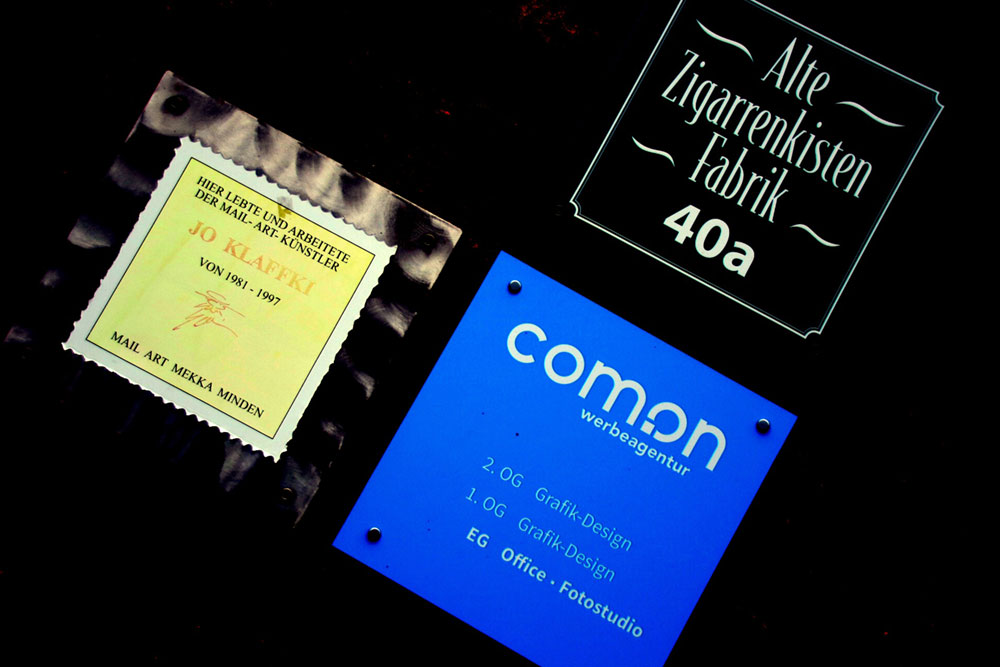 HIER LEBTE UND ARBEITETE
DER MAIL-ART-KÜNSTLER
JO KLAFFKI
VON 1981 - 1997
MAIL ART MEKKA MINDEN
Alte
Zigarrenkisten
Fabrik
40a
comon
werbeagentur
2. OG Grafik-Design
1. OG Grafik-Design
EG Office · Fotostudio